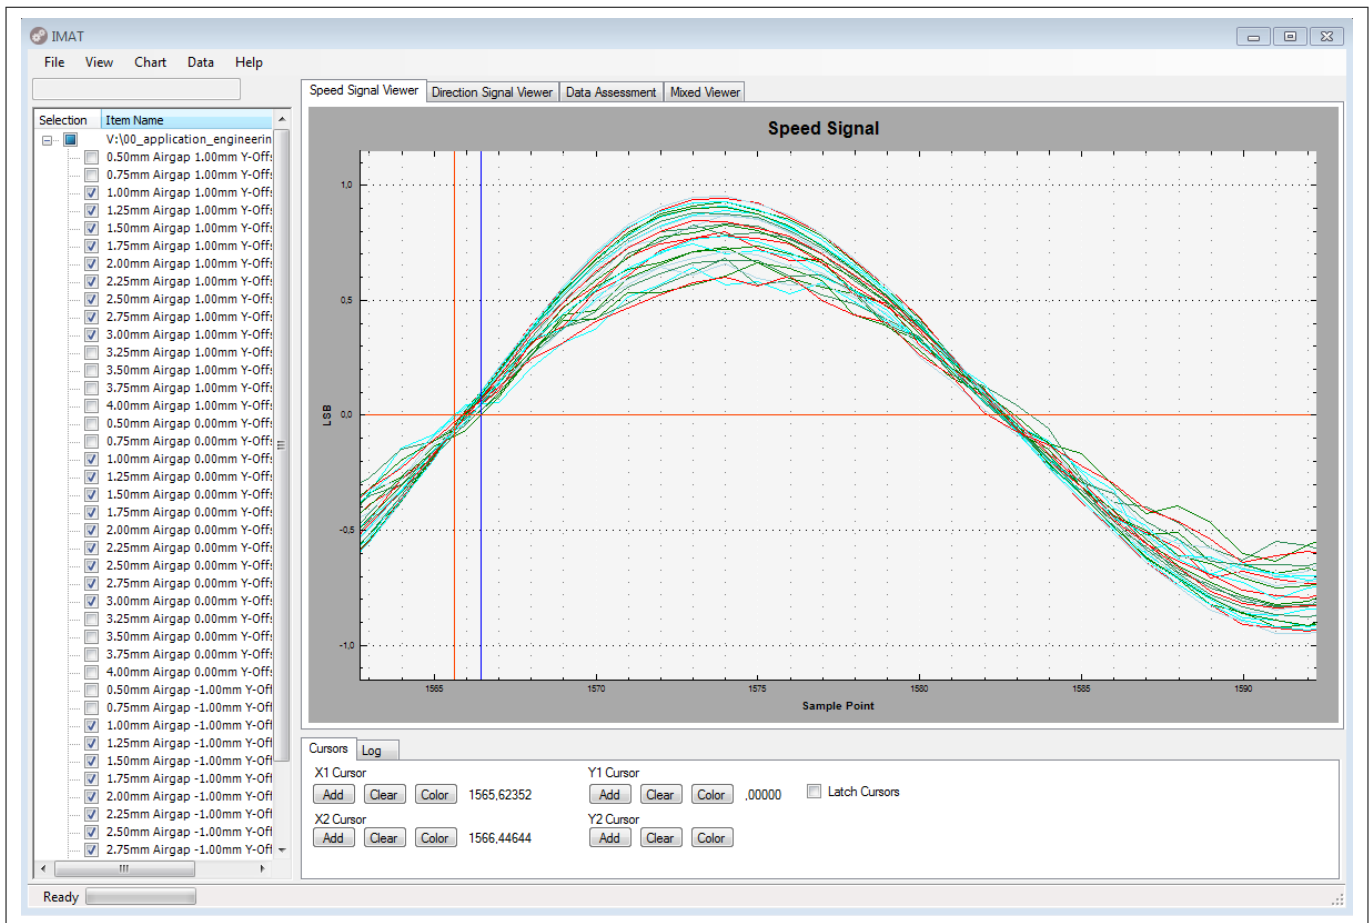 IMAT
File View Chart Data Help
Speed Signal Viewer Direction Signal Viewer Data Assessment Mixed Viewer
Selection Item Name
V:\00_application_engineerin
0.50mm Airgap 1.00mm Y-Offs
0.75mm Airgap 1.00mm Y-Offs
1.00mm Airgap 1.00mm Y-Offs
1.25mm Airgap 1.00mm Y-Offs
1.50mm Airgap 1.00mm Y-Offs
1.75mm Airgap 1.00mm Y-Offs
2.00mm Airgap 1.00mm Y-Offs
2.25mm Airgap 1.00mm Y-Offs
2.50mm Airgap 1.00mm Y-Offs
2.75mm Airgap 1.00mm Y-Offs
3.00mm Airgap 1.00mm Y-Offs
3.25mm Airgap 1.00mm Y-Offs
3.50mm Airgap 1.00mm Y-Offs
3.75mm Airgap 1.00mm Y-Offs
4.00mm Airgap 1.00mm Y-Offs
0.50mm Airgap 0.00mm Y-Offs
0.75mm Airgap 0.00mm Y-Offs
1.00mm Airgap 0.00mm Y-Offs
1.25mm Airgap 0.00mm Y-Offs
1.50mm Airgap 0.00mm Y-Offs
1.75mm Airgap 0.00mm Y-Offs
2.00mm Airgap 0.00mm Y-Offs
2.25mm Airgap 0.00mm Y-Offs
2.50mm Airgap 0.00mm Y-Offs
2.75mm Airgap 0.00mm Y-Offs
3.00mm Airgap 0.00mm Y-Offs
3.25mm Airgap 0.00mm Y-Offs
3.50mm Airgap 0.00mm Y-Offs
3.75mm Airgap 0.00mm Y-Offs
4.00mm Airgap 0.00mm Y-Offs
0.50mm Airgap -1.00mm Y-Off
0.75mm Airgap -1.00mm Y-Off
1.00mm Airgap -1.00mm Y-Off
1.25mm Airgap -1.00mm Y-Off
1.50mm Airgap -1.00mm Y-Off
1.75mm Airgap -1.00mm Y-Off
2.00mm Airgap -1.00mm Y-Off
2.25mm Airgap -1.00mm Y-Off
2.50mm Airgap -1.00mm Y-Off
2.75mm Airgap -1.00mm Y-Off
Speed Signal
1.0
0.5
0.0
-0.5
-1.0
LSB
1565 1570 1575 1580 1585 1590
Sample Point
Cursors Log
X1 Cursor Y1 Cursor
Add Clear Color 1565,62352 Add Clear Color ,00000 Latch Cursors
X2 Cursor Y2 Cursor
Add Clear Color 1566,44644 Add Clear Color
Ready